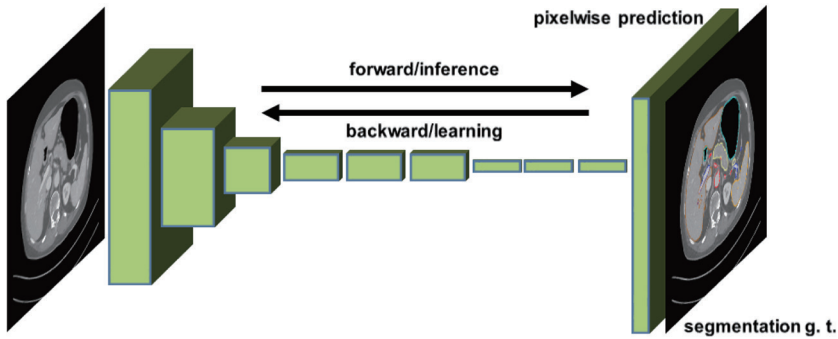 pixelwise prediction
forward/inference
backward/learning
segmentation g. t.